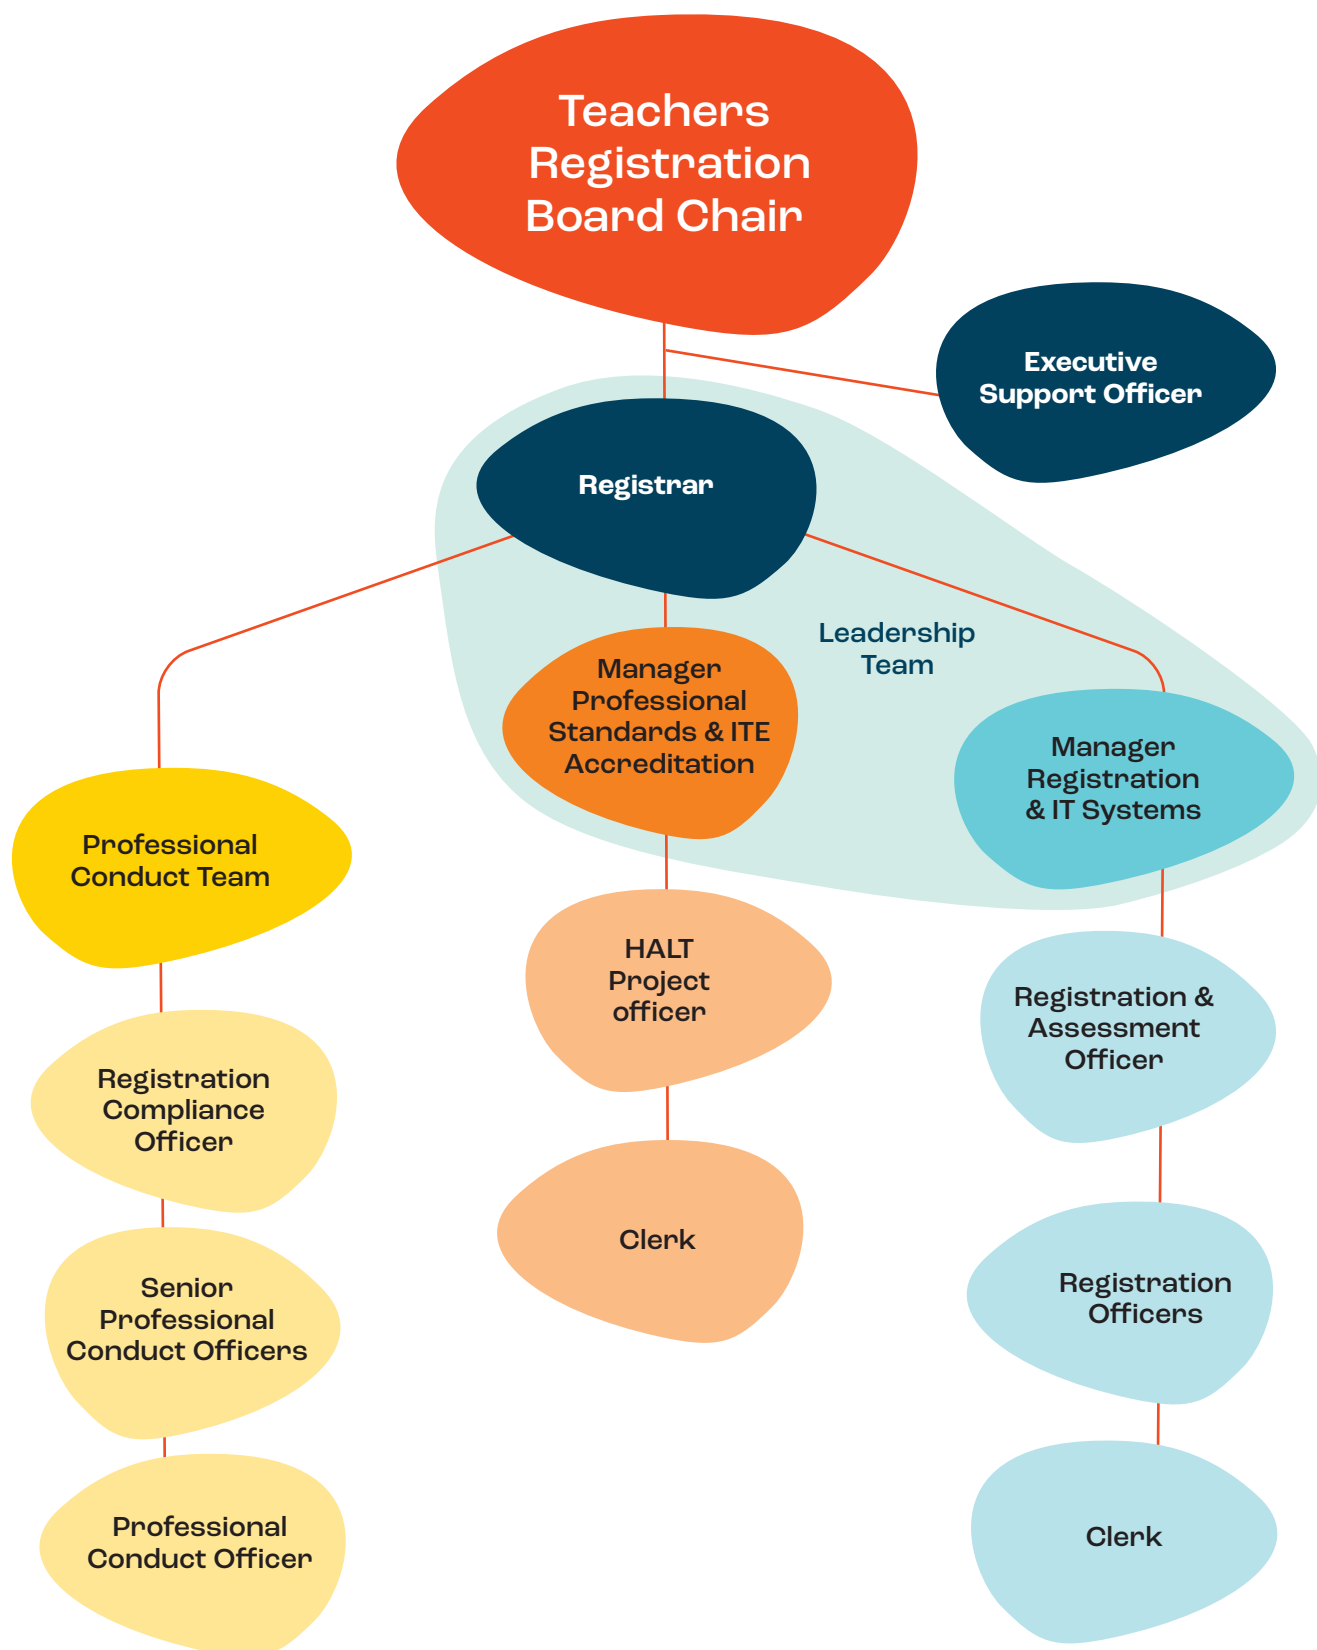 Teachers
Registration
Board Chair
Executive
Support Officer
Registrar
Leadership
Team
Manager
Professional
Standards & ITE
Accreditation
Manager
Registration
& IT Systems
Professional
Conduct Team
HALT
Project
officer
Registration &
Assessment
Officer
Registration
Compliance
Officer
Clerk
Senior
Professional
Conduct Officers
Registration
Officers
Professional
Conduct Officer
Clerk